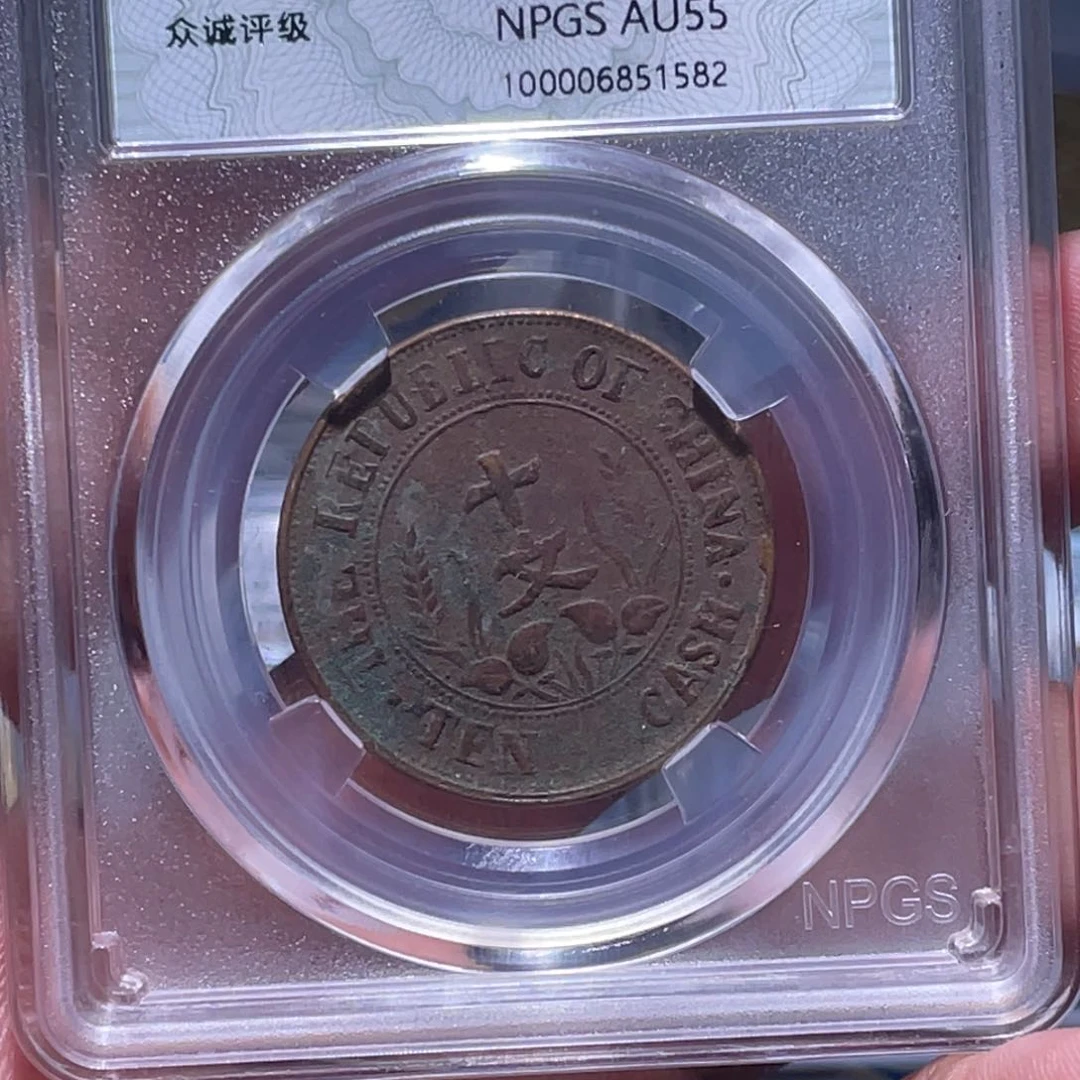 众诚评级
NPGS AU55
100006851582
THE REPUBLIC OF CHINA
十
文
TEN CASH
NPGS